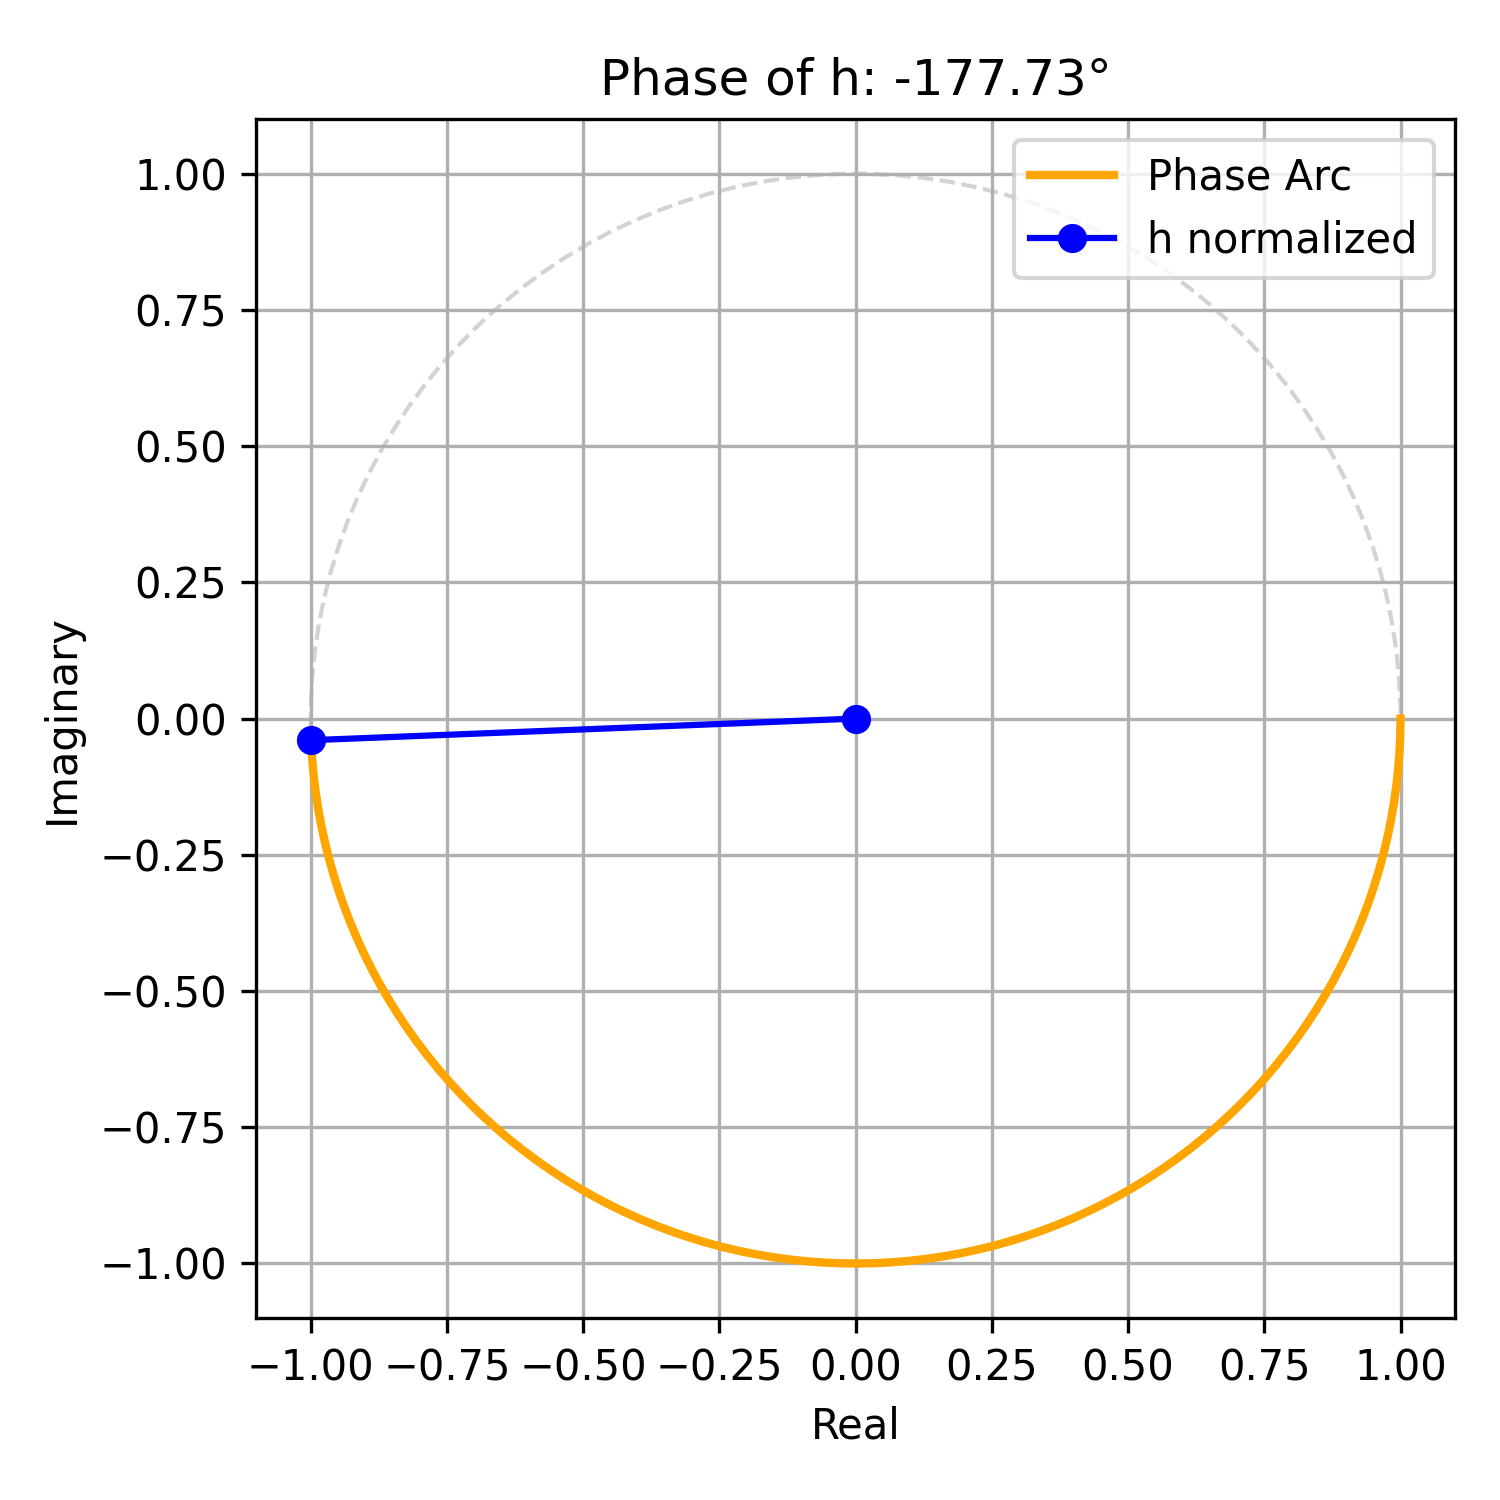 Phase of h: -177.73°
Phase Arc
h normalized
1.00
0.75
0.50
0.25
0.00
−0.25
−0.50
−0.75
−1.00
Imaginary
−1.00 −0.75 −0.50 −0.25 0.00 0.25 0.50 0.75 1.00
Real